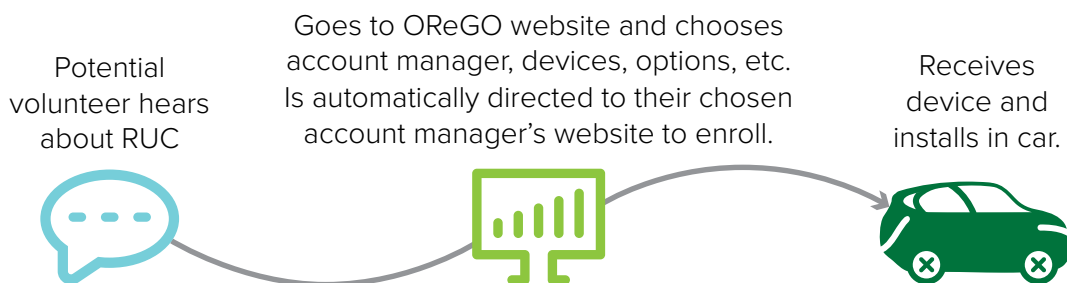 Potential
volunteer hears
about RUC
Goes to OReGO website and chooses
account manager, devices, options, etc.
Is automatically directed to their chosen
account manager’s website to enroll.
Receives
device and
installs in car.